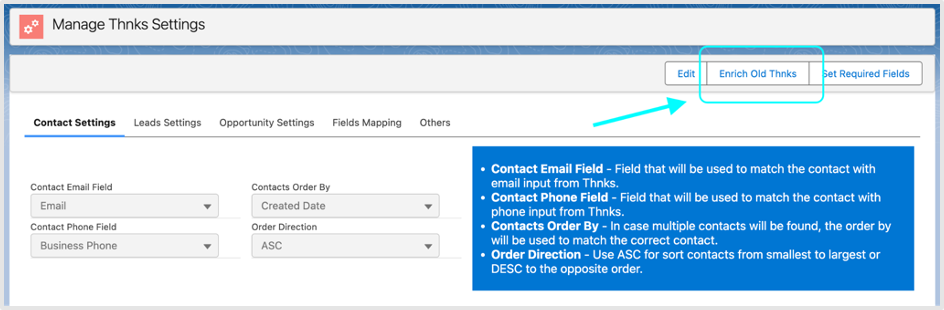 Manage Thnks Settings
Edit
Enrich Old Thnks
Set Required Fields
Contact Settings
Leads Settings
Opportunity Settings
Fields Mapping
Others
Contact Email Field
Email
Contacts Order By
Created Date
Contact Phone Field
Business Phone
Order Direction
ASC
• Contact Email Field - Field that will be used to match the contact with
email input from Thnks.
• Contact Phone Field - Field that will be used to match the contact with
phone input from Thnks.
• Contacts Order By - In case multiple contacts will be found, the order by
will be used to match the correct contact.
• Order Direction - Use ASC for sort contacts from smallest to largest or
DESC to the opposite order.